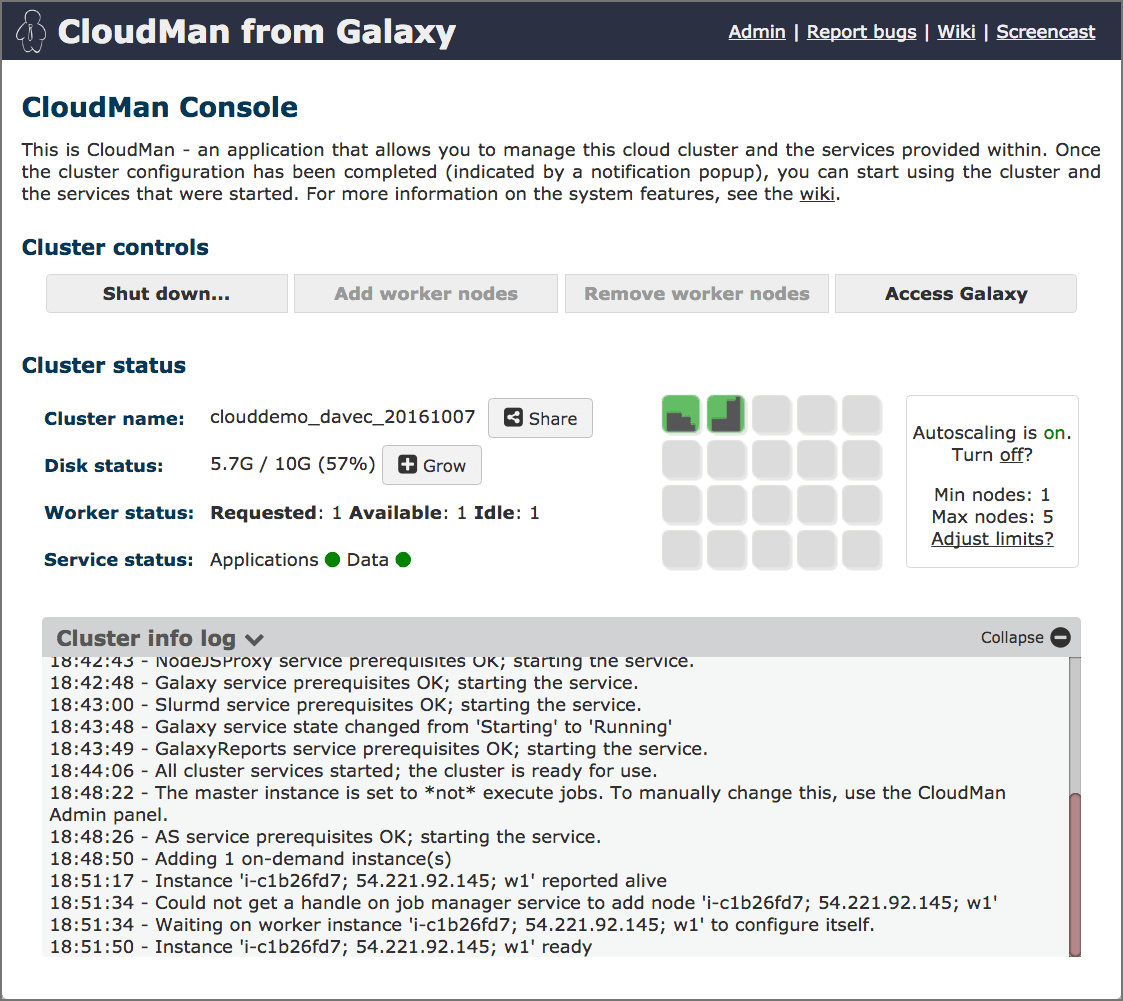 CloudMan from Galaxy
Admin | Report bugs | Wiki | Screencast
CloudMan Console
This is CloudMan - an application that allows you to manage this cloud cluster and the services provided within. Once
the cluster configuration has been completed (indicated by a notification popup), you can start using the cluster and
the services that were started. For more information on the system features, see the wiki.
Cluster controls
Shut down...
Add worker nodes
Remove worker nodes
Access Galaxy
Cluster status
Cluster name: clouddemo_davec_20161007 Share
Disk status: 5.7G / 10G (57%) Grow
Worker status: Requested: 1 Available: 1 Idle: 1
Service status: Applications Data
Autoscaling is on.
Turn off?
Min nodes: 1
Max nodes: 5
Adjust limits?
Cluster info log
Collapse
18:42:43 - NodeJSProxy service prerequisites OK; starting the service.
18:42:48 - Galaxy service prerequisites OK; starting the service.
18:43:00 - Slurmd service prerequisites OK; starting the service.
18:43:48 - Galaxy service state changed from 'Starting' to 'Running'
18:43:49 - GalaxyReports service prerequisites OK; starting the service.
18:44:06 - All cluster services started; the cluster is ready for use.
18:48:22 - The master instance is set to *not* execute jobs. To manually change this, use the CloudMan
Admin panel.
18:48:26 - AS service prerequisites OK; starting the service.
18:48:50 - Adding 1 on-demand instance(s)
18:51:17 - Instance 'i-c1b26fd7; 54.221.92.145; w1' reported alive
18:51:34 - Could not get a handle on job manager service to add node 'i-c1b26fd7; 54.221.92.145; w1'
18:51:34 - Waiting on worker instance 'i-c1b26fd7; 54.221.92.145; w1' to configure itself.
18:51:50 - Instance 'i-c1b26fd7; 54.221.92.145; w1' ready